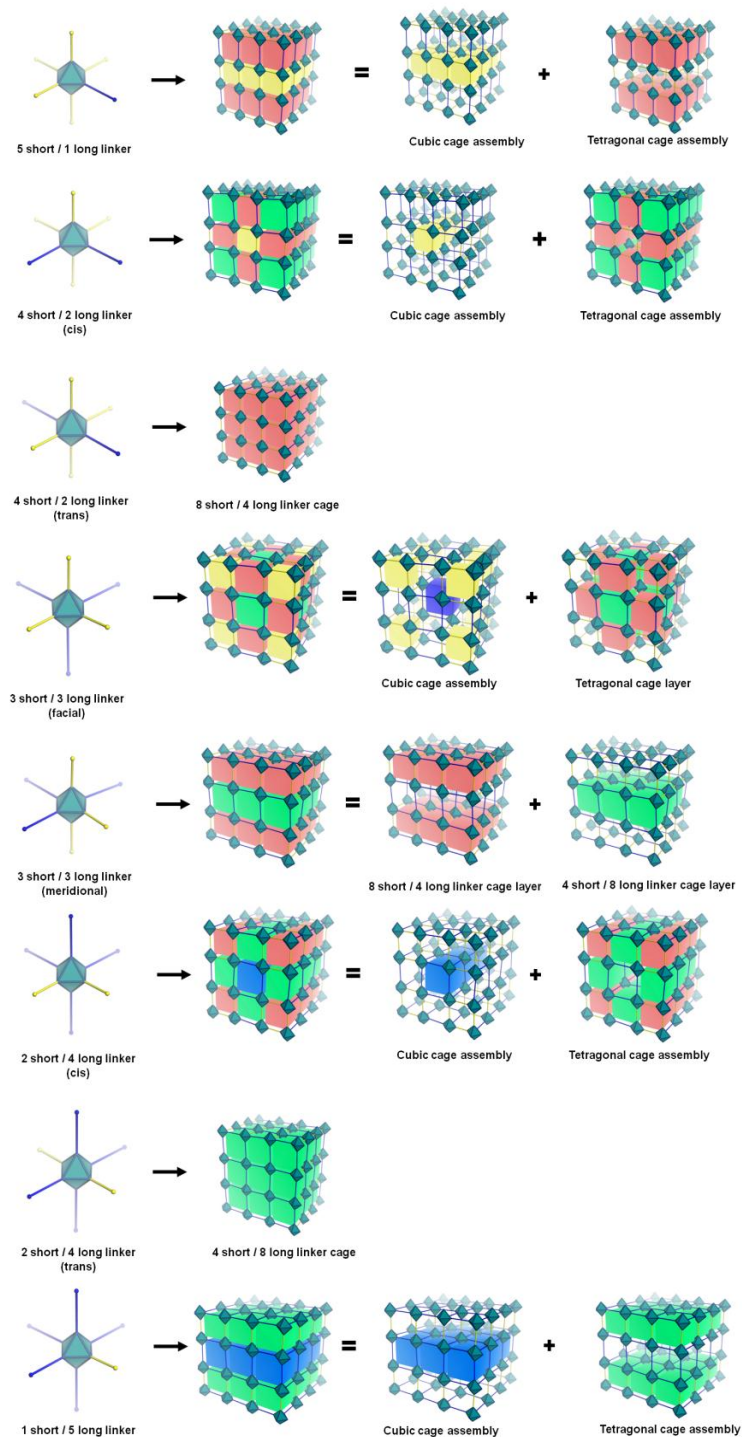 =
+
5 short / 1 long linker
Cubic cage assembly
Tetragonal cage assembly
=
+
4 short / 2 long linker
(cis)
Cubic cage assembly
Tetragonal cage assembly
4 short / 2 long linker
(trans)
8 short / 4 long linker cage
=
+
3 short / 3 long linker
(facial)
Cubic cage assembly
Tetragonal cage layer
=
+
3 short / 3 long linker
(meridional)
8 short / 4 long linker cage layer
4 short / 8 long linker cage layer
=
+
2 short / 4 long linker
(cis)
Cubic cage assembly
Tetragonal cage assembly
2 short / 4 long linker
(trans)
4 short / 8 long linker cage
=
+
1 short / 5 long linker
Cubic cage assembly
Tetragonal cage assembly